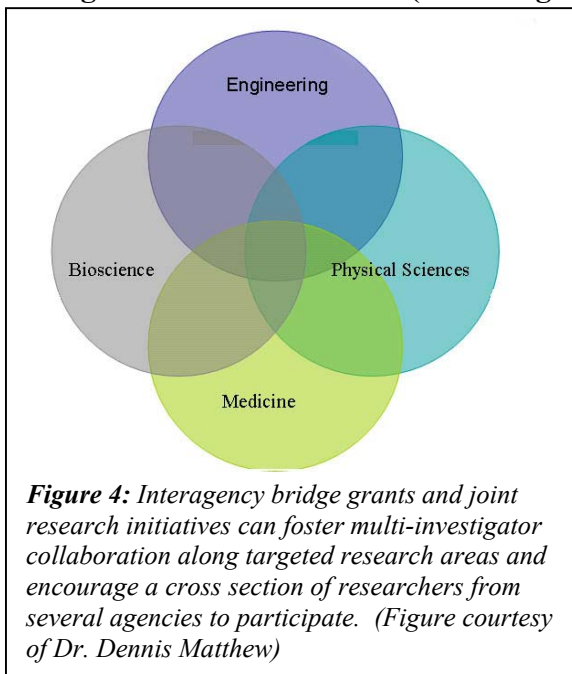 Engineering
Bioscience
Physical Sciences
Medicine
Figure 4: Interagency bridge grants and joint
research initiatives can foster multi-investigator
collaboration along targeted research areas and
encourage a cross section of researchers from
several agencies to participate.  (Figure courtesy
of Dr. Dennis Matthew)